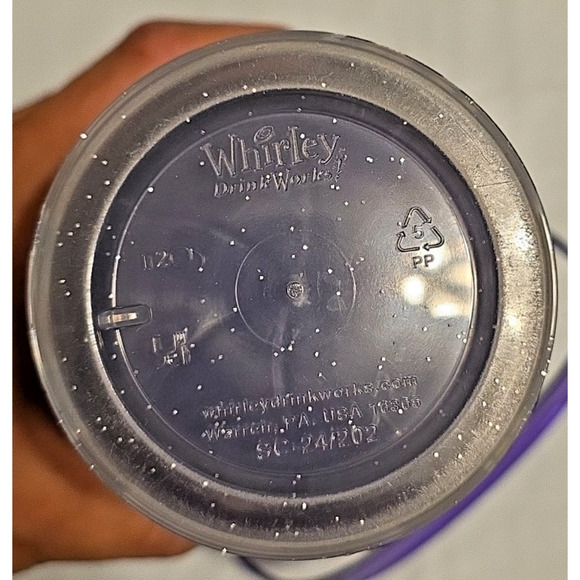 Whirley
DrinkWorks!
5
PP
whirleydrinkworks.com
Warren, PA. USA 16365
SC-24/202